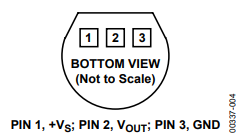 1 2 3
BOTTOM VIEW
(Not to Scale)
PIN 1, +VS; PIN 2, VOUT; PIN 3, GND
00337-004